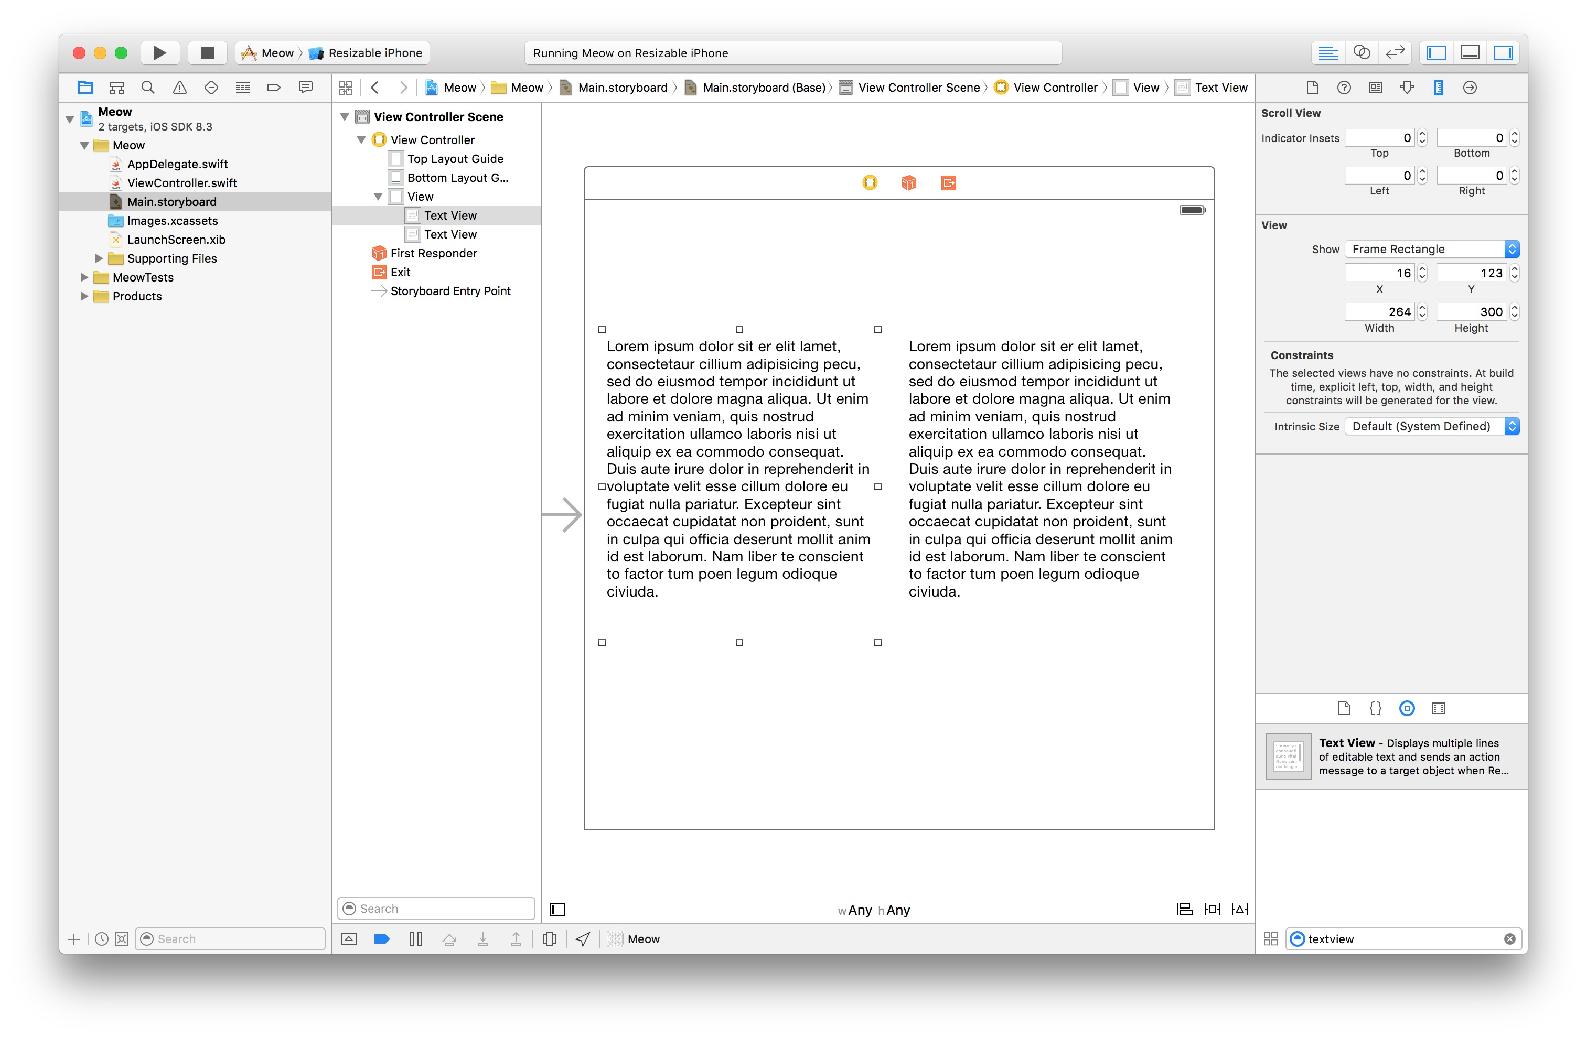 Meow
Resizable iPhone
Running Meow on Resizable iPhone
Meow
Meow
Main.storyboard
Main.storyboard (Base)
View Controller Scene
View Controller
View
Text View
Meow
2 targets, iOS SDK 8.3
Meow
AppDelegate.swift
ViewController.swift
Main.storyboard
Images.xcassets
LaunchScreen.xib
Supporting Files
MeowTests
Products
Search
View Controller Scene
View Controller
Top Layout Guide
Bottom Layout G...
View
Text View
Text View
First Responder
Exit
Storyboard Entry Point
Search
Lorem ipsum dolor sit er elit lamet,
consectetaur cillium adipisicing pecu,
sed do eiusmod tempor incididunt ut
labore et dolore magna aliqua. Ut enim
ad minim veniam, quis nostrud
exercitation ullamco laboris nisi ut
aliquip ex ea commodo consequat.
Duis aute irure dolor in reprehenderit in
voluptate velit esse cillum dolore eu
fugiat nulla pariatur. Excepteur sint
occaecat cupidatat non proident, sunt
in culpa qui officia deserunt mollit anim
id est laborum. Nam liber te conscient
to factor tum poen legum odioque
civiuda.
Lorem ipsum dolor sit er elit lamet,
consectetaur cillium adipisicing pecu,
sed do eiusmod tempor incididunt ut
labore et dolore magna aliqua. Ut enim
ad minim veniam, quis nostrud
exercitation ullamco laboris nisi ut
aliquip ex ea commodo consequat.
Duis aute irure dolor in reprehenderit in
voluptate velit esse cillum dolore eu
fugiat nulla pariatur. Excepteur sint
occaecat cupidatat non proident, sunt
in culpa qui officia deserunt mollit anim
id est laborum. Nam liber te conscient
to factor tum poen legum odioque
civiuda.
wAny hAny
Meow
Scroll View
Indicator Insets 0 0
Top Bottom
0 0
Left Right
View
Show Frame Rectangle
16 123
X Y
264 300
Width Height
Constraints
The selected views have no constraints. At build
time, explicit left, top, width, and height
constraints will be generated for the view.
Intrinsic Size Default (System Defined)
{}
Text View - Displays multiple lines
of editable text and sends an action
message to a target object when Re...
textview